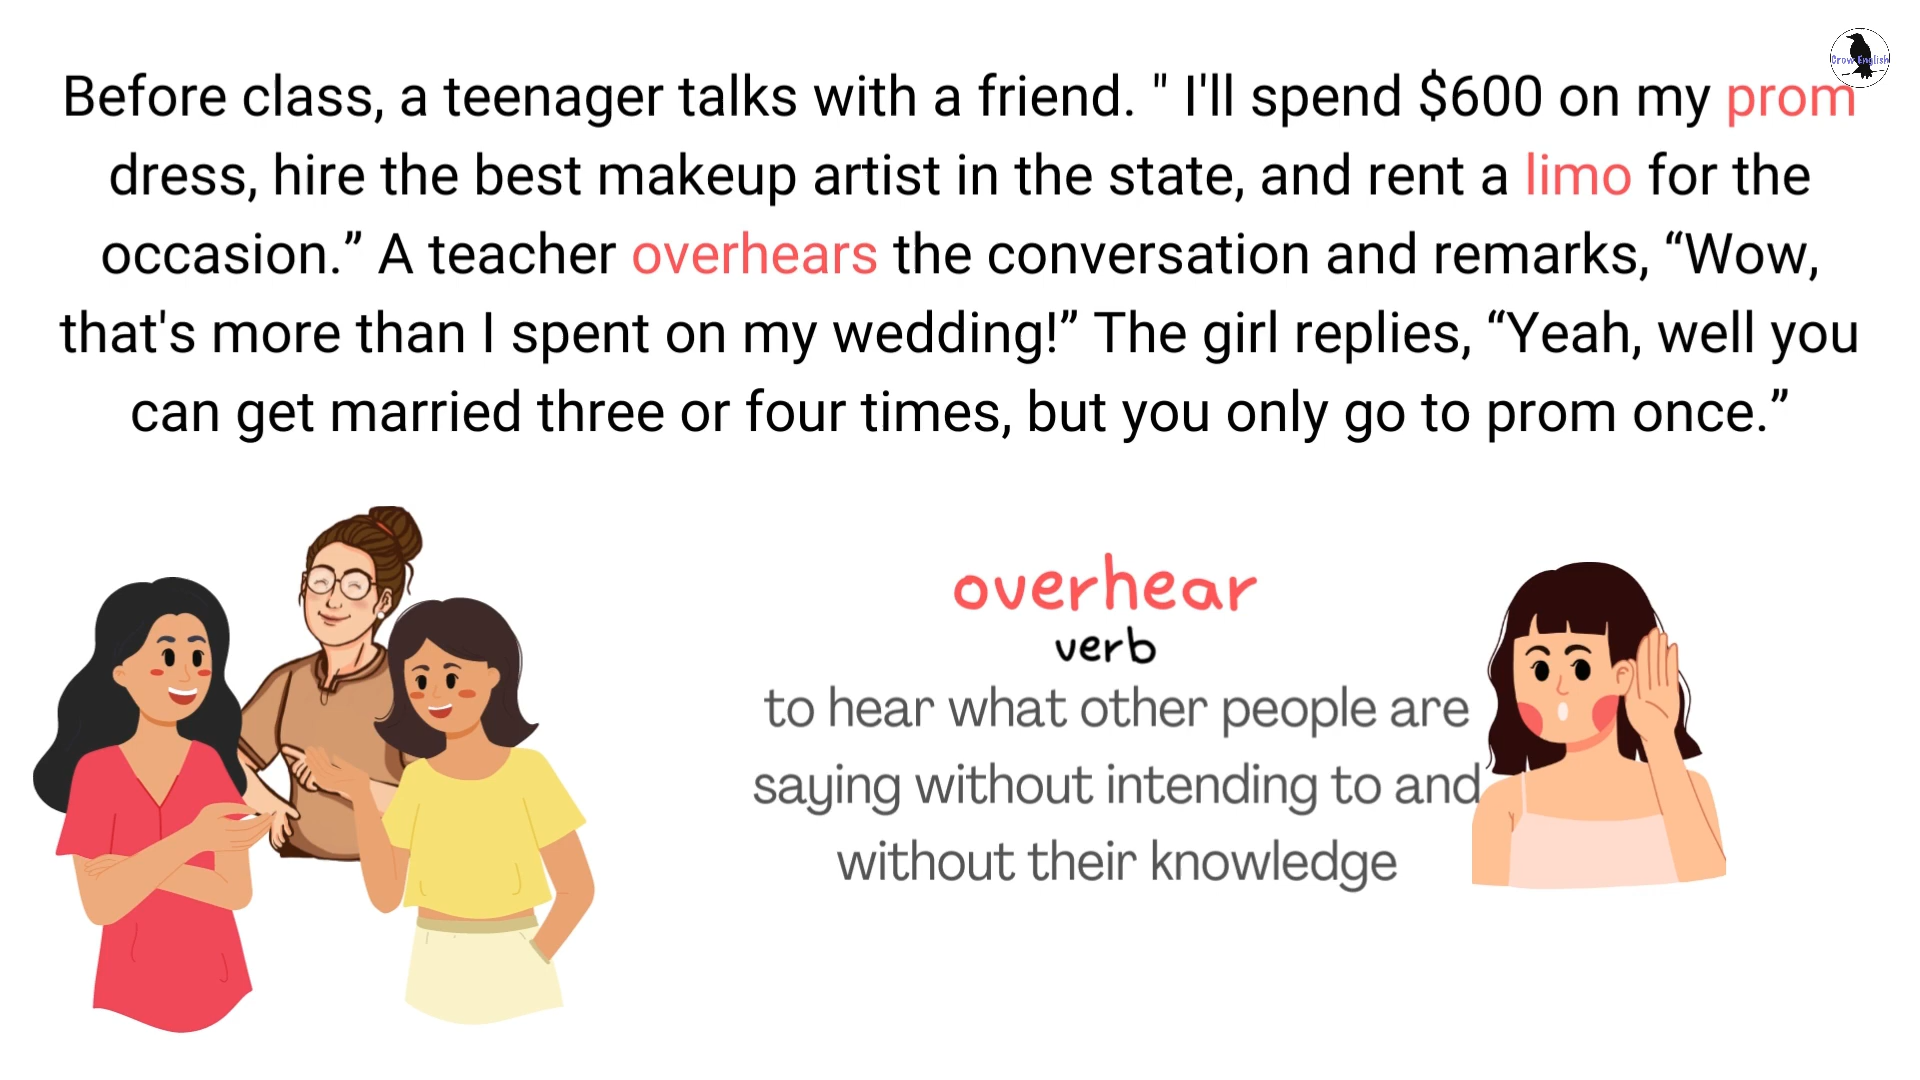 Crow English
Before class, a teenager talks with a friend. " I'll spend $600 on my prom
dress, hire the best makeup artist in the state, and rent a limo for the
occasion.” A teacher overhears the conversation and remarks, “Wow,
that's more than I spent on my wedding!” The girl replies, “Yeah, well you
can get married three or four times, but you only go to prom once.”
overhear
verb
to hear what other people are
saying without intending to and
without their knowledge